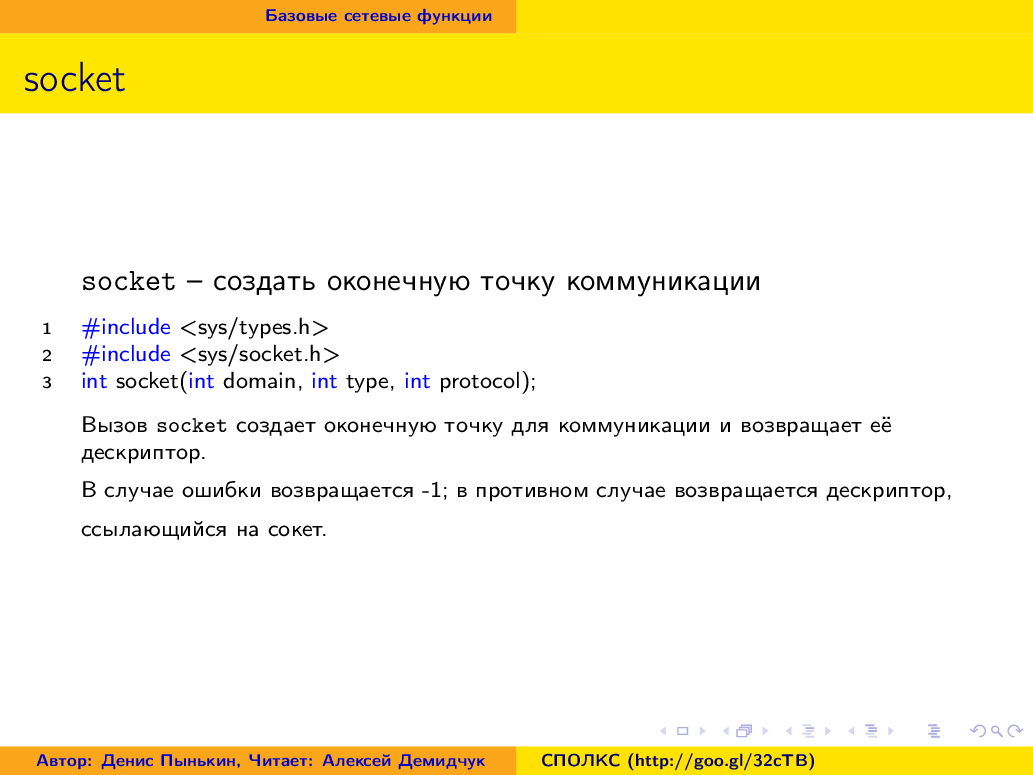 Базовые сетевые функции
socket
socket – создать оконечную точку коммуникации
1 #include <sys/types.h>
2 #include <sys/socket.h>
3 int socket(int domain, int type, int protocol);
Вызов socket создает оконечную точку для коммуникации и возвращает её
дескриптор.
В случае ошибки возвращается -1; в противном случае возвращается дескриптор,
ссылающийся на сокет.
Автор: Денис Пынькин, Читает: Алексей Демидчук СПОЛКС (http://goo.gl/32cTB)